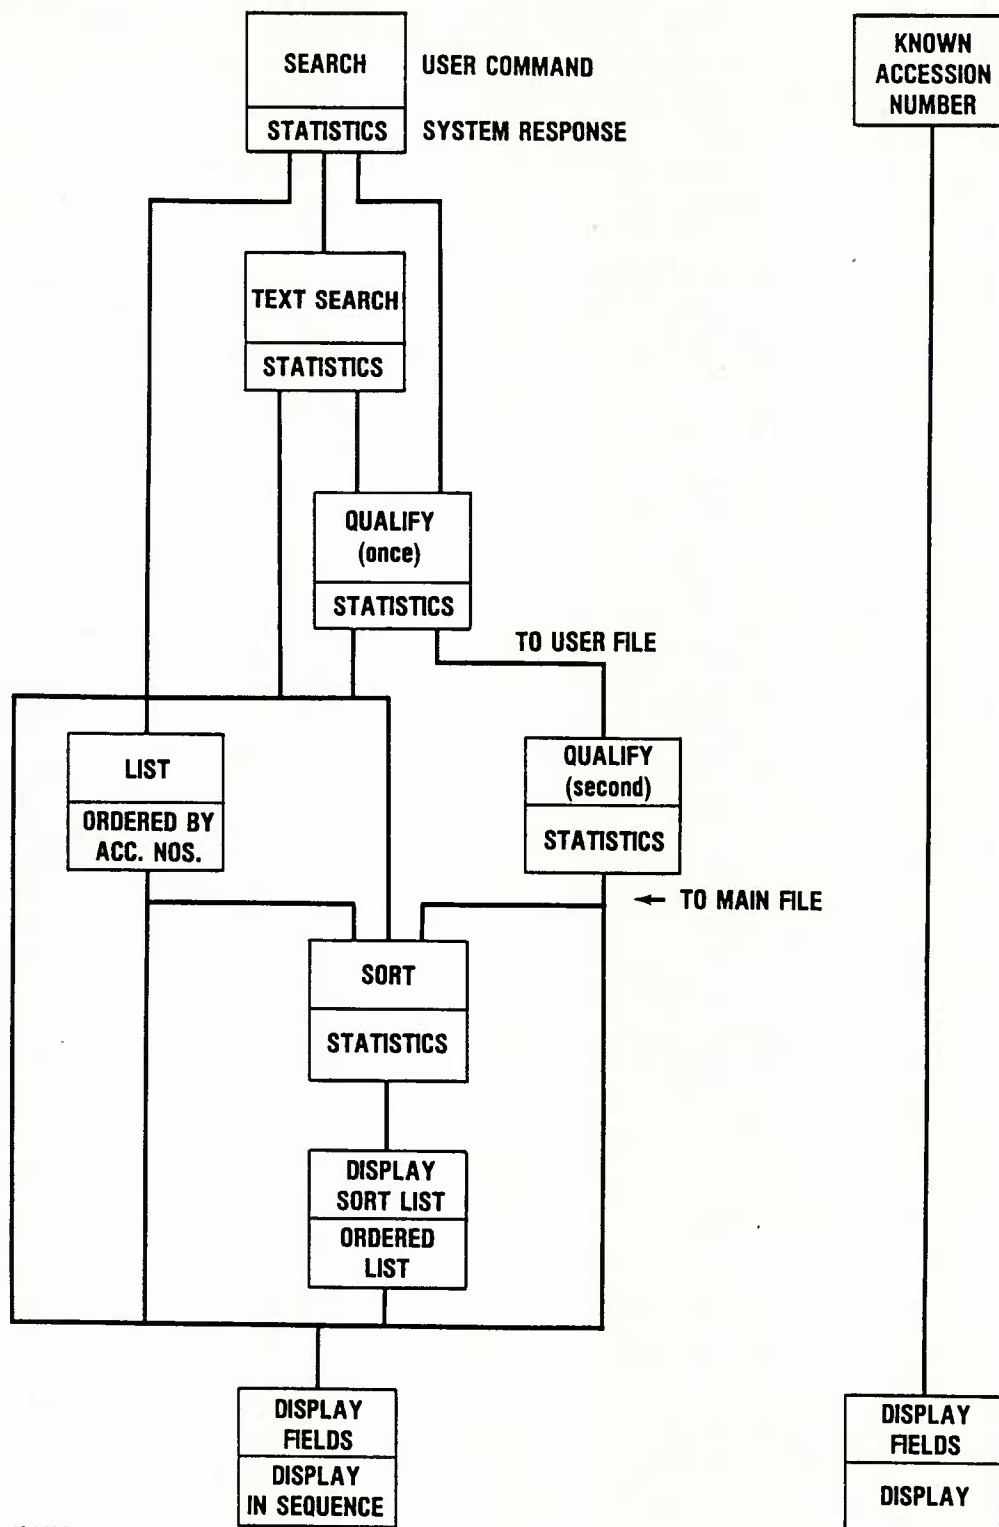 SEARCH
USER COMMAND
STATISTICS
SYSTEM RESPONSE
KNOWN
ACCESSION
NUMBER
TEXT SEARCH
STATISTICS
QUALIFY
(once)
STATISTICS
TO USER FILE
LIST
ORDERED BY
ACC. NOS.
QUALIFY
(second)
STATISTICS
← TO MAIN FILE
SORT
STATISTICS
DISPLAY
SORT LIST
ORDERED
LIST
DISPLAY
FIELDS
DISPLAY
IN SEQUENCE
DISPLAY
FIELDS
DISPLAY